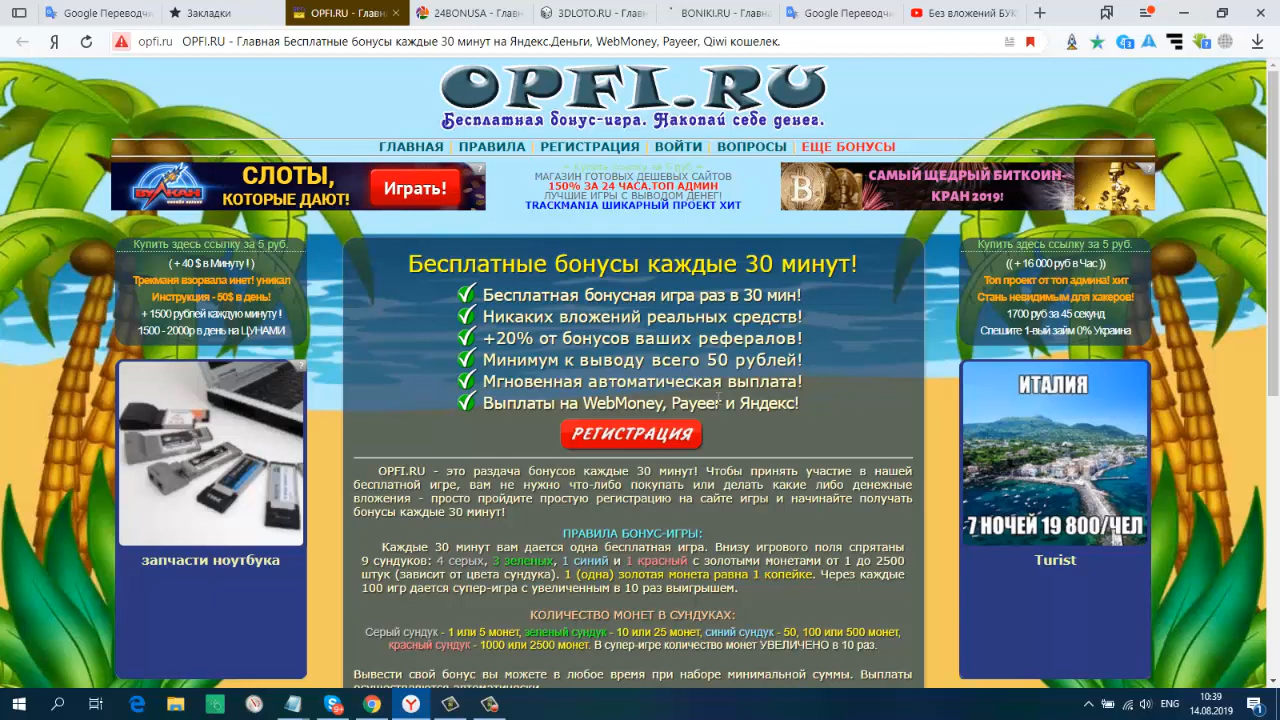 Google Переводч
Закладки
OPFI.RU - Главн
24BONUSA - Главн
3DLOTO.RU - Глав
BONIKI.RU - Главн
Google Переводчи
Без вложений БУК
opfi.ru OPFI.RU - Главная Бесплатные бонусы каждые 30 минут на Яндекс.Деньги, WebMoney, Payeer, Qiwi кошелек.
OPFI.RU
Бесплатная бонус-игра. Накопай себе денег.
ГЛАВНАЯ | ПРАВИЛА | РЕГИСТРАЦИЯ | ВОЙТИ | ВОПРОСЫ | ЕЩЕ БОНУСЫ
ВУЛКАН
СЛОТЫ,
КОТОРЫЕ ДАЮТ!
Играть!
МАГАЗИН ГОТОВЫХ ДЕШЕВЫХ САЙТОВ
150% ЗА 24 ЧАСА.ТОП АДМИН
ЛУЧШИЕ ИГРЫ С ВЫВОДОМ ДЕНЕГ!
TRACKMANIA ШИКАРНЫЙ ПРОЕКТ ХИТ
САМЫЙ ЩЕДРЫЙ БИТКОИН-
КРАН 2019!
Купить здесь ссылку за 5 руб.
( + 40 $ в Минуту ! )
Трекманя взорвала инет! уникал
Инструкция - 50$ в день!
+ 1500 рублей каждую минуту !
1500 - 2000р в день на ЦУНАМИ
запчасти ноутбука
Бесплатные бонусы каждые 30 минут!
Бесплатная бонусная игра раз в 30 мин!
Никаких вложений реальных средств!
+20% от бонусов ваших рефералов!
Минимум к выводу всего 50 рублей!
Мгновенная автоматическая выплата!
Выплаты на WebMoney, Payeer и Яндекс!
РЕГИСТРАЦИЯ
OPFI.RU - это раздача бонусов каждые 30 минут! Чтобы принять участие в нашей
бесплатной игре, вам не нужно что-либо покупать или делать какие либо денежные
вложения - просто пройдите простую регистрацию на сайте игры и начинайте получать
бонусы каждые 30 минут!
ПРАВИЛА БОНУС-ИГРЫ:
Каждые 30 минут вам дается одна бесплатная игра. Внизу игрового поля спрятаны
9 сундуков: 4 серых, 3 зеленых, 1 синий и 1 красный с золотыми монетами от 1 до 2500
штук (зависит от цвета сундука). 1 (одна) золотая монета равна 1 копейке. Через каждые
100 игр дается супер-игра с увеличенным в 10 раз выигрышем.
КОЛИЧЕСТВО МОНЕТ В СУНДУКАХ:
Серый сундук - 1 или 5 монет, зеленый сундук - 10 или 25 монет, синий сундук - 50, 100 или 500 монет,
красный сундук - 1000 или 2500 монет. В супер-игре количество монет УВЕЛИЧЕНО в 10 раз.
Вывести свой бонус вы можете в любое время при наборе минимальной суммы. Выплаты
Купить здесь ссылку за 5 руб.
(( + 16 000 руб в Час ))
Топ проект от топ админа! хит
Стань невидимым для хакеров!
1700 руб за 45 секунд
Спешите 1-вый займ 0% Украина
ИТАЛИЯ
7 НОЧЕЙ 19 800/ЧЕЛ
Turist
ENG
10:39
14.08.2019